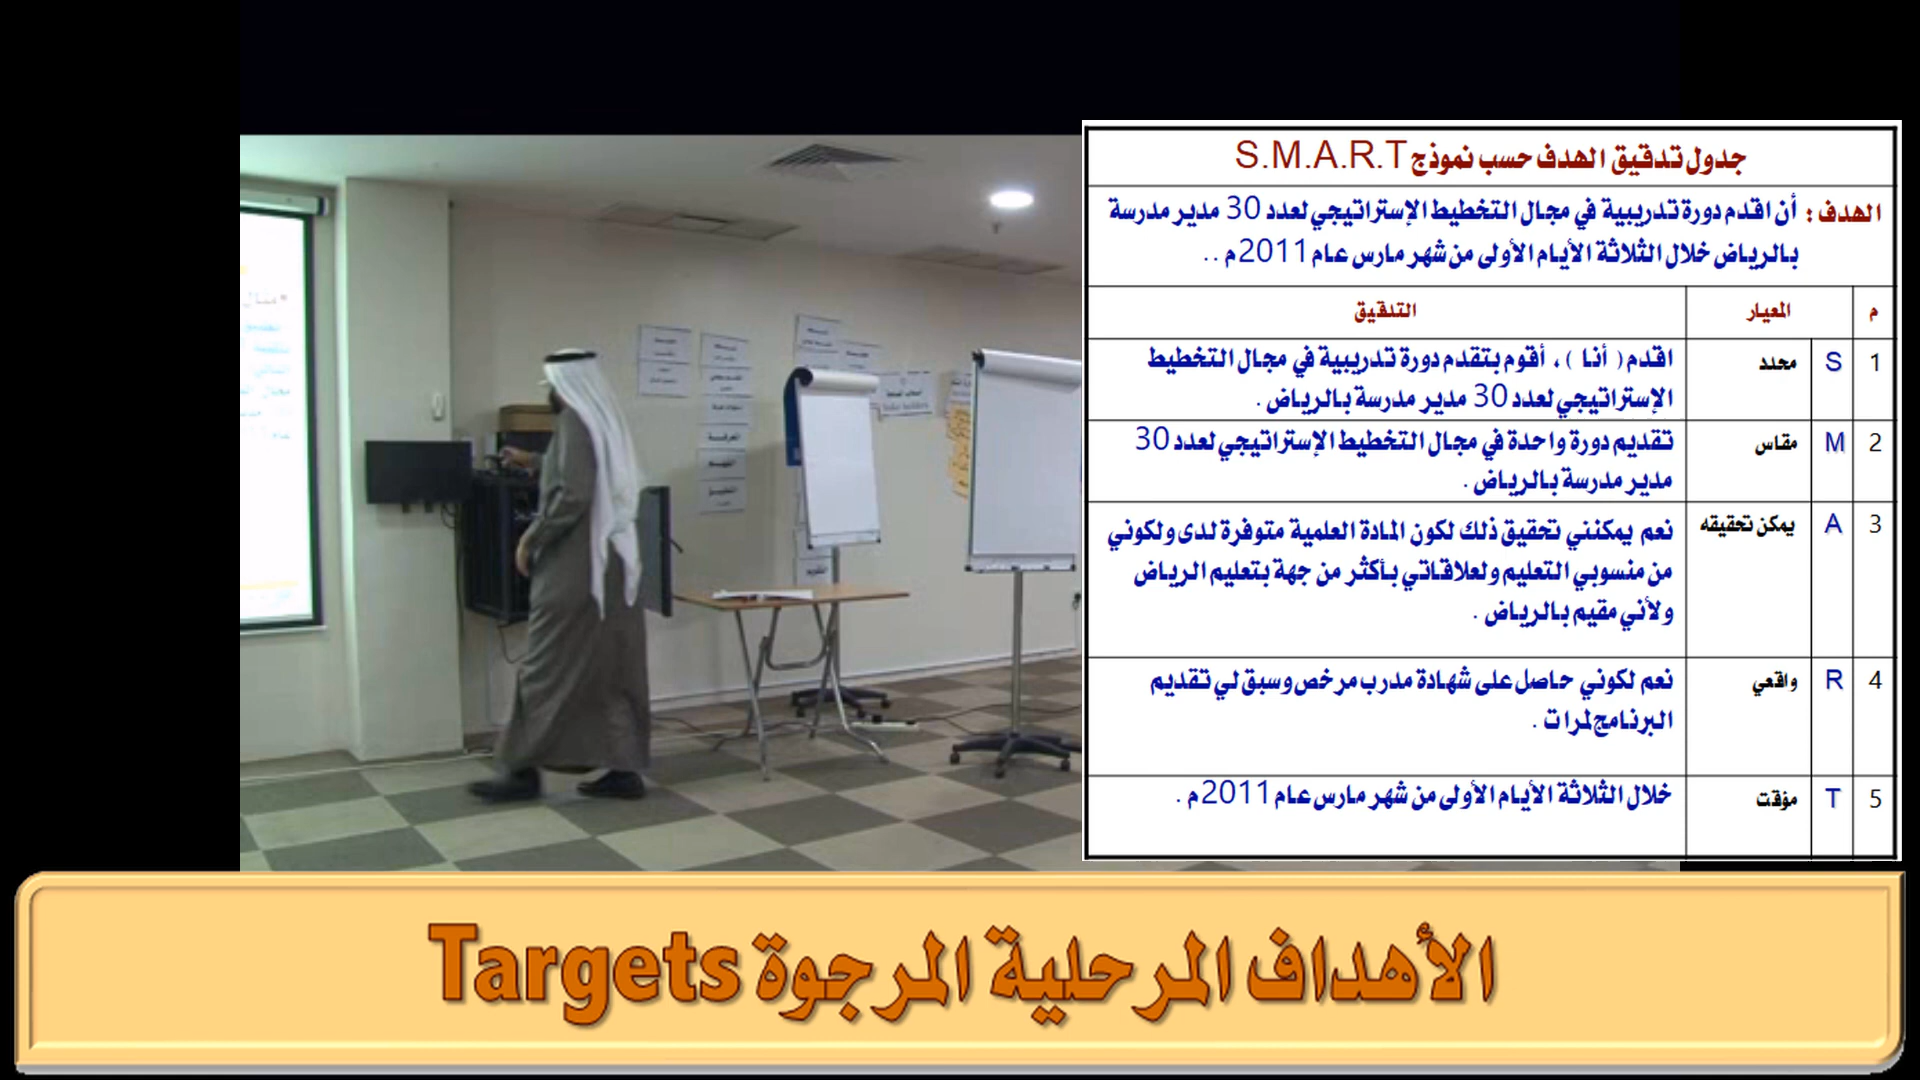 جدول تدقيق الهدف حسب نموذج S.M.A.R.T
الهدف : أن اقدم دورة تدريبية في مجال التخطيط الإستراتيجي لعدد 30 مدير مدرسة
بالرياض خلال الثلاثة الأيام الأولى من شهر مارس عام 2011 م . .
م المعيار التدقيق
1 S محدد اقدم ( أنا ) ، أقوم بتقدم دورة تدريبية في مجال التخطيط
الإستراتيجي لعدد 30 مدير مدرسة بالرياض .
2 M مقاس تقديم دورة واحدة في مجال التخطيط الإستراتيجي لعدد 30
مدير مدرسة بالرياض .
3 A يمكن تحقيقه نعم يمكنني تحقيق ذلك لكون المادة العلمية متوفرة لدى ولكوني
من منسوبي التعليم ولعلاقاتي بأكثر من جهة بتعليم الرياض
ولأني مقيم بالرياض .
4 R واقعي نعم لكوني حاصل على شهادة مدرب مرخص وسبق لي تقديم
البرنامج لمرات .
5 T مؤقت خلال الثلاثة الأيام الأولى من شهر مارس عام 2011 م .
الأهداف المرحلية المرجوة Targets